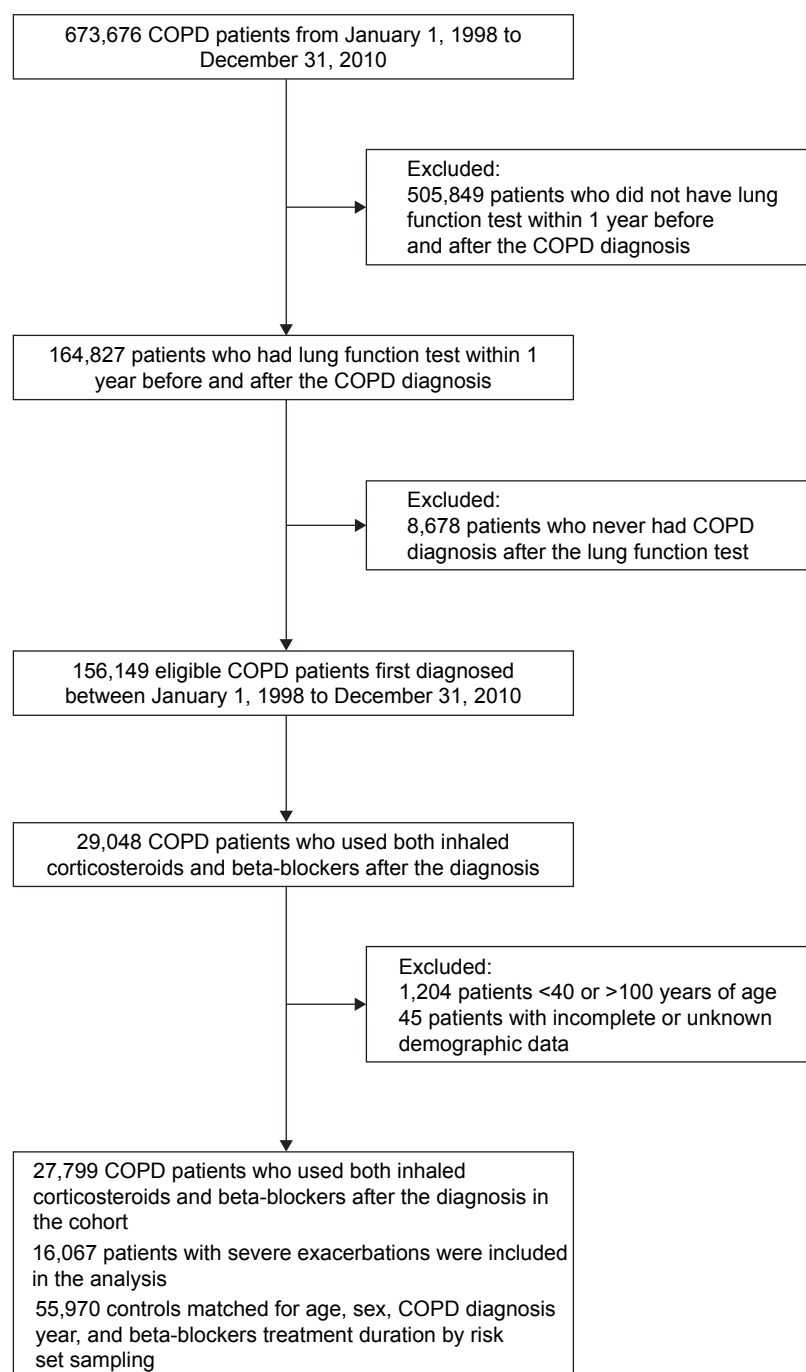 673,676 COPD patients from January 1, 1998 to
December 31, 2010
Excluded:
505,849 patients who did not have lung
function test within 1 year before
and after the COPD diagnosis
164,827 patients who had lung function test within 1
year before and after the COPD diagnosis
Excluded:
8,678 patients who never had COPD
diagnosis after the lung function test
156,149 eligible COPD patients first diagnosed
between January 1, 1998 to December 31, 2010
29,048 COPD patients who used both inhaled
corticosteroids and beta-blockers after the diagnosis
Excluded:
1,204 patients <40 or >100 years of age
45 patients with incomplete or unknown
demographic data
27,799 COPD patients who used both inhaled
corticosteroids and beta-blockers after the diagnosis in
the cohort
16,067 patients with severe exacerbations were included
in the analysis
55,970 controls matched for age, sex, COPD diagnosis
year, and beta-blockers treatment duration by risk
set sampling